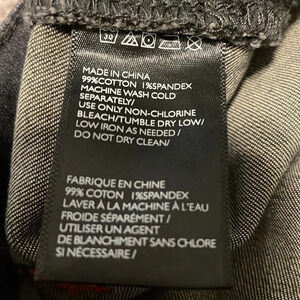 30
MADE IN CHINA
99%COTTON 1%SPANDEX
MACHINE WASH COLD
SEPARATELY/
USE ONLY NON-CHLORINE
BLEACH/TUMBLE DRY LOW/
LOW IRON AS NEEDED/
DO NOT DRY CLEAN/
FABRIQUE EN CHINE
99% COTON 1%SPANDEX
LAVER À LA MACHINE À L'EAU
FROIDE SÉPARÉMENT/
UTILISER UN AGENT
DE BLANCHIMENT SANS CHLORE
SI NÉCESSAIRE /